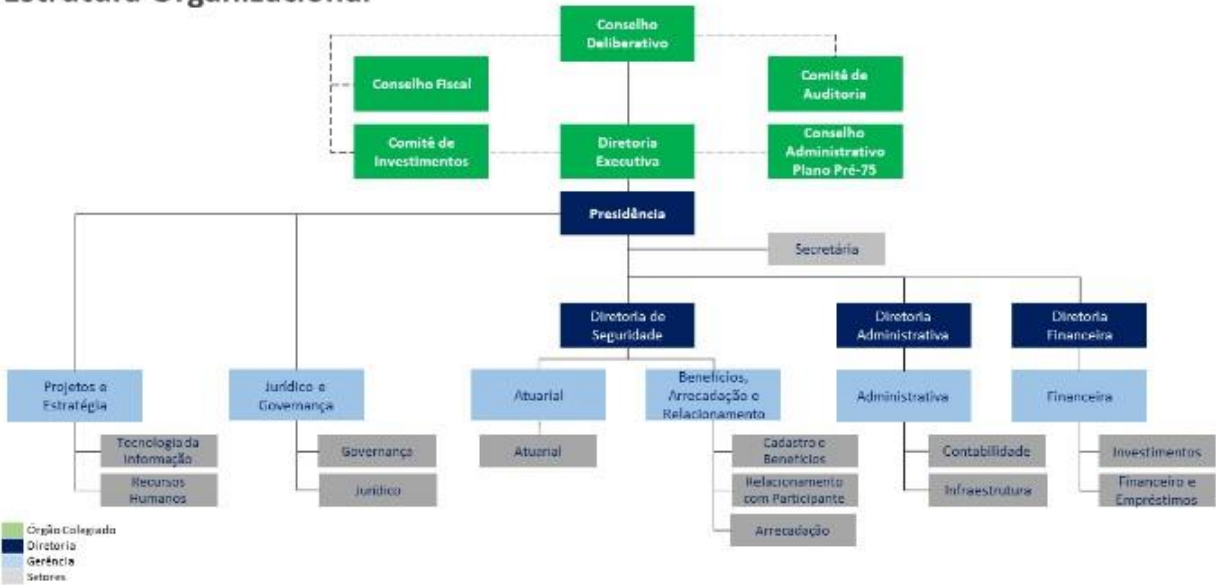 Estrutura Organizacional
Conselho
Deliberativo
Conselho Fiscal
Comitê de
Auditoria
Comitê de
Investimentos
Diretoria
Executiva
Conselho
Administrativo
Plano Pré-75
Presidência
Secretária
Diretoria de
Seguridade
Diretoria
Administrativa
Diretoria
Financeira
Projetos e
Estratégia
Jurídico e
Governança
Atuarial
Benefícios,
Arrecadação e
Relacionamento
Administrativa
Financeira
Tecnologia da
Informação
Recursos
Humanos
Governança
Jurídico
Atuarial
Cadastro e
Benefícios
Relacionamento
com Participante
Arrecadação
Contabilidade
Infraestrutura
Investimentos
Financeiro e
Empréstimos
Órgão Colegiado
Diretoria
Gerência
Setores